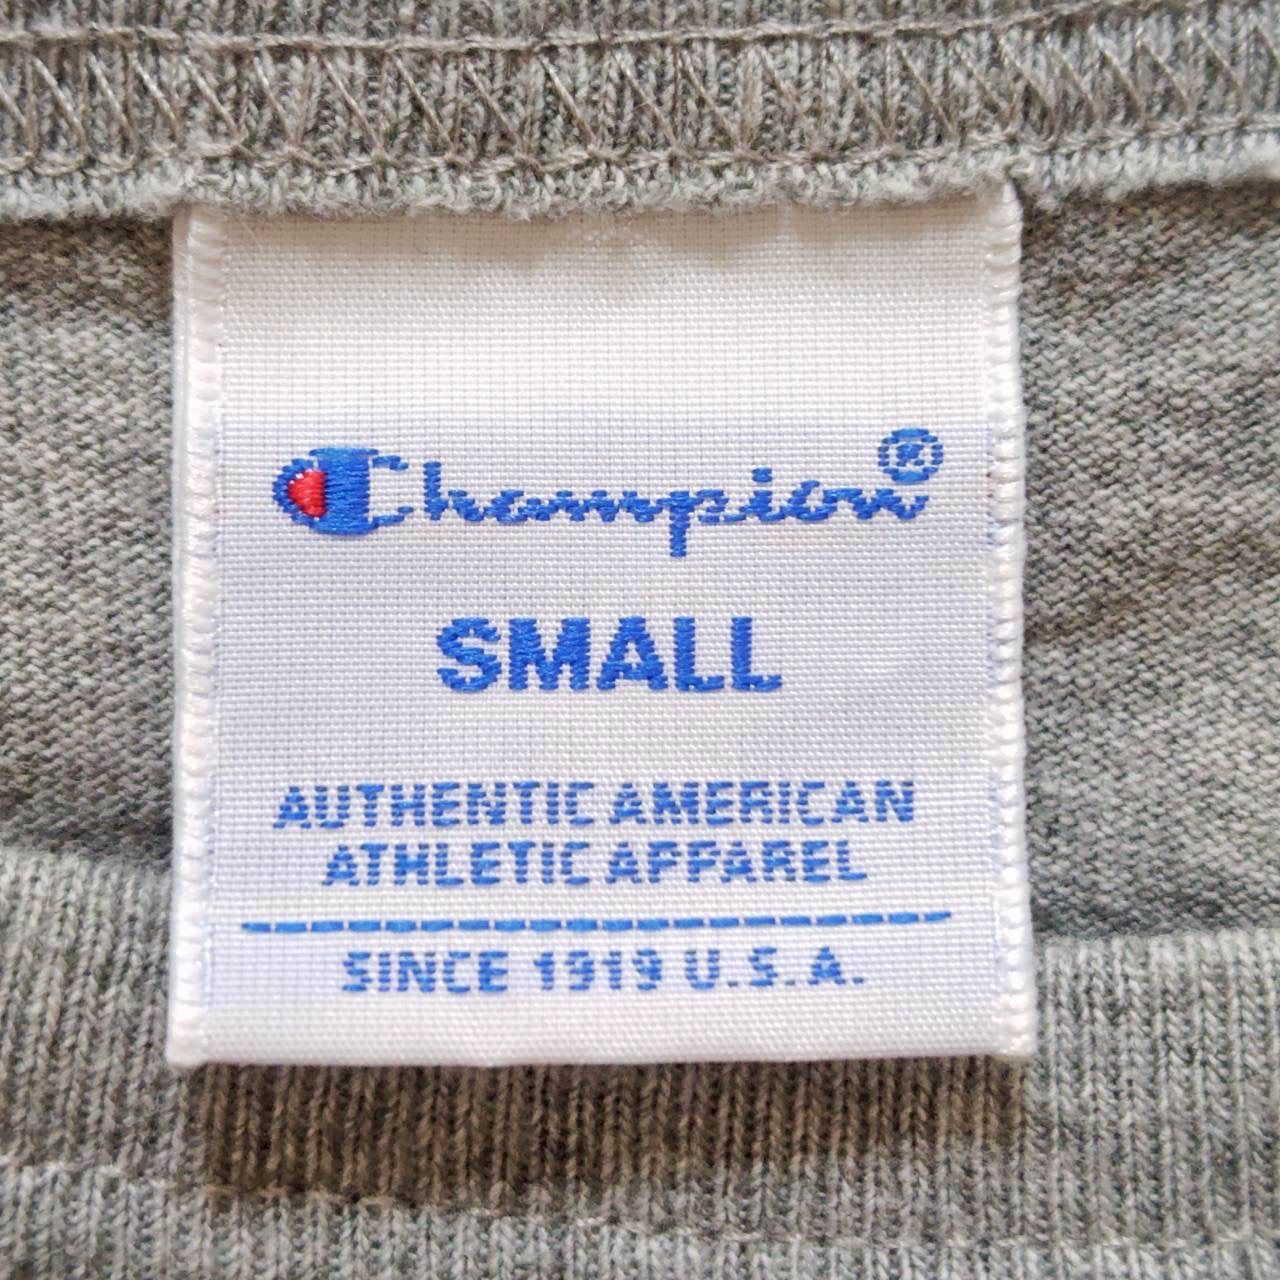 Champion®
SMALL
AUTHENTIC AMERICAN
ATHLETIC APPAREL
SINCE 1919 U.S.A.